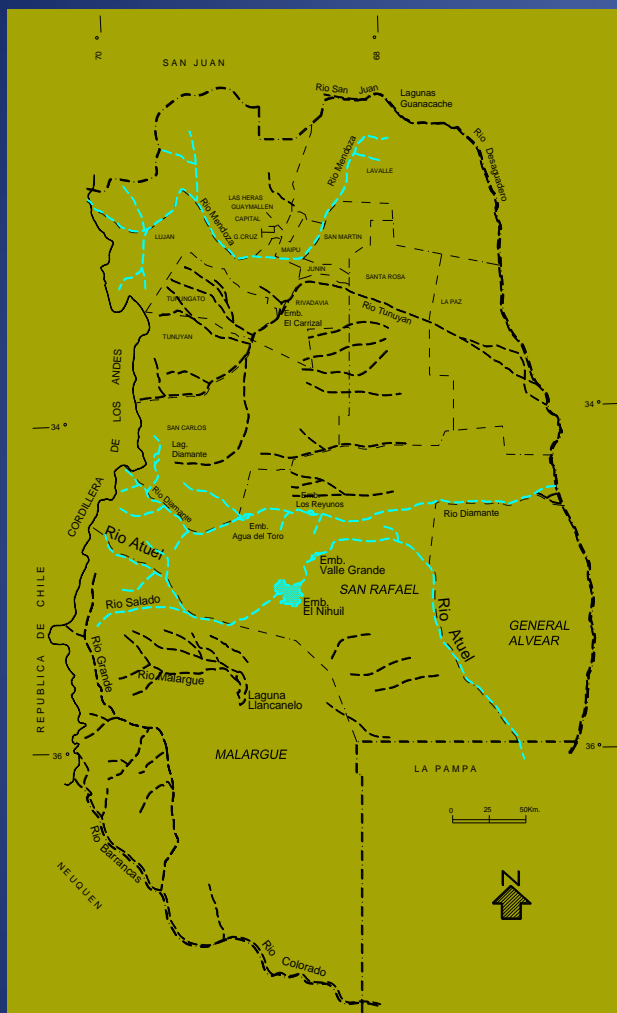 70 °
68 °
SAN JUAN
Rio San Juan
Lagunas
Guanacache
Rio Desaguadero
Rio Mendoza
LAVALLE
LAS HERAS
GUAYMALLEN
CAPITAL
G.CRUZ
Rio Mendoza
LUJAN
MAIPU
SAN MARTIN
JUNIN
SANTA ROSA
LA PAZ
TUPUNGATO
RIVADAVIA
Emb.
El Carrizal
Rio Tunuyan
TUNUYAN
CORDILLERA DE LOS ANDES
34 °
34 °
SAN CARLOS
Lag.
Diamante
Rio Diamante
Emb.
Los Reyunos
Rio Diamante
Emb.
Agua del Toro
Rio Atuel
Emb.
Valle Grande
SAN RAFAEL
Rio Salado
Emb.
El Nihuil
Rio Atuel
GENERAL
ALVEAR
REPUBLICA DE CHILE
Rio Grande
Rio Malargue
Laguna
Llancanelo
36 °
36 °
MALARGUE
LA PAMPA
0 25 50Km.
Rio Barrancas
NEUQUEN
N
Rio Colorado